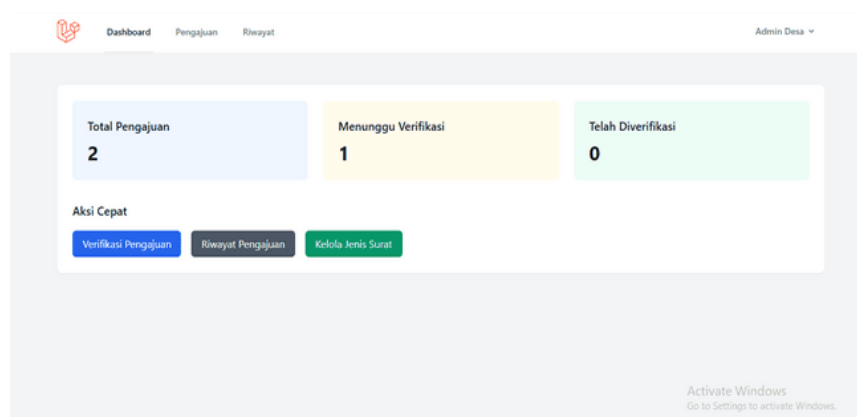 Dashboard Pengajuan Riwayat Admin Desa
Total Pengajuan Menunggu Verifikasi Telah Diverifikasi
2 1 0
Aksi Cepat
Verifikasi Pengajuan Riwayat Pengajuan Kelola Jenis Surat
Activate Windows
Go to Settings to activate Windows.